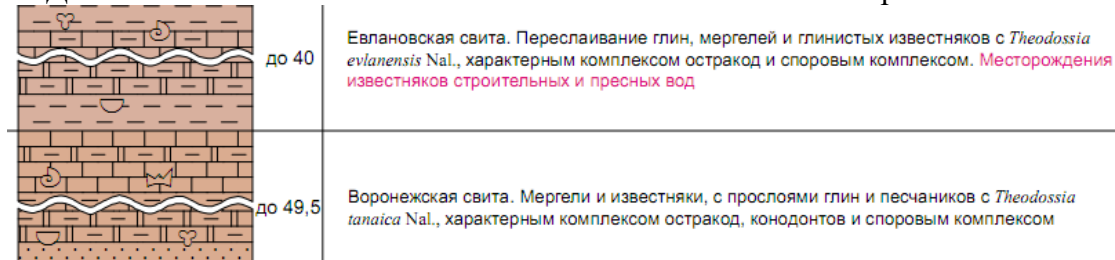 до 40
Евлановская свита. Переслаивание глин, мергелей и глинистых известняков с Theodossia
evlanensis Nal., характерным комплексом остракод и споровым комплексом. Месторождения
известняков строительных и пресных вод
до 49,5
Воронежская свита. Мергели и известняки, с прослоями глин и песчаников с Theodossia
tanaica Nal., характерным комплексом остракод, конодонтов и споровым комплексом